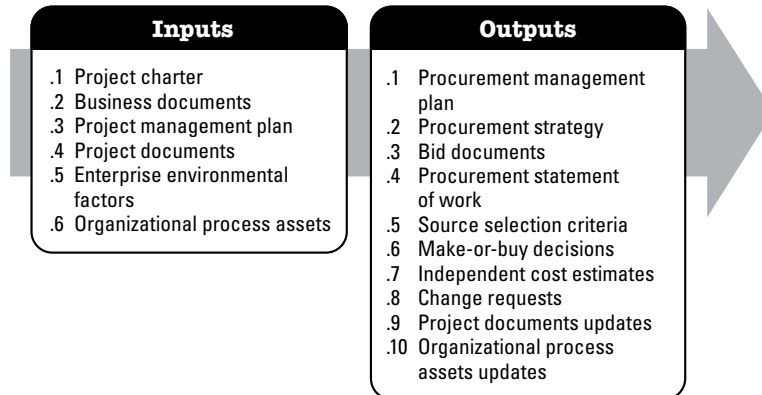 Inputs
.1 Project charter
.2 Business documents
.3 Project management plan
.4 Project documents
.5 Enterprise environmental
factors
.6 Organizational process assets
Outputs
.1 Procurement management
plan
.2 Procurement strategy
.3 Bid documents
.4 Procurement statement
of work
.5 Source selection criteria
.6 Make-or-buy decisions
.7 Independent cost estimates
.8 Change requests
.9 Project documents updates
.10 Organizational process
assets updates